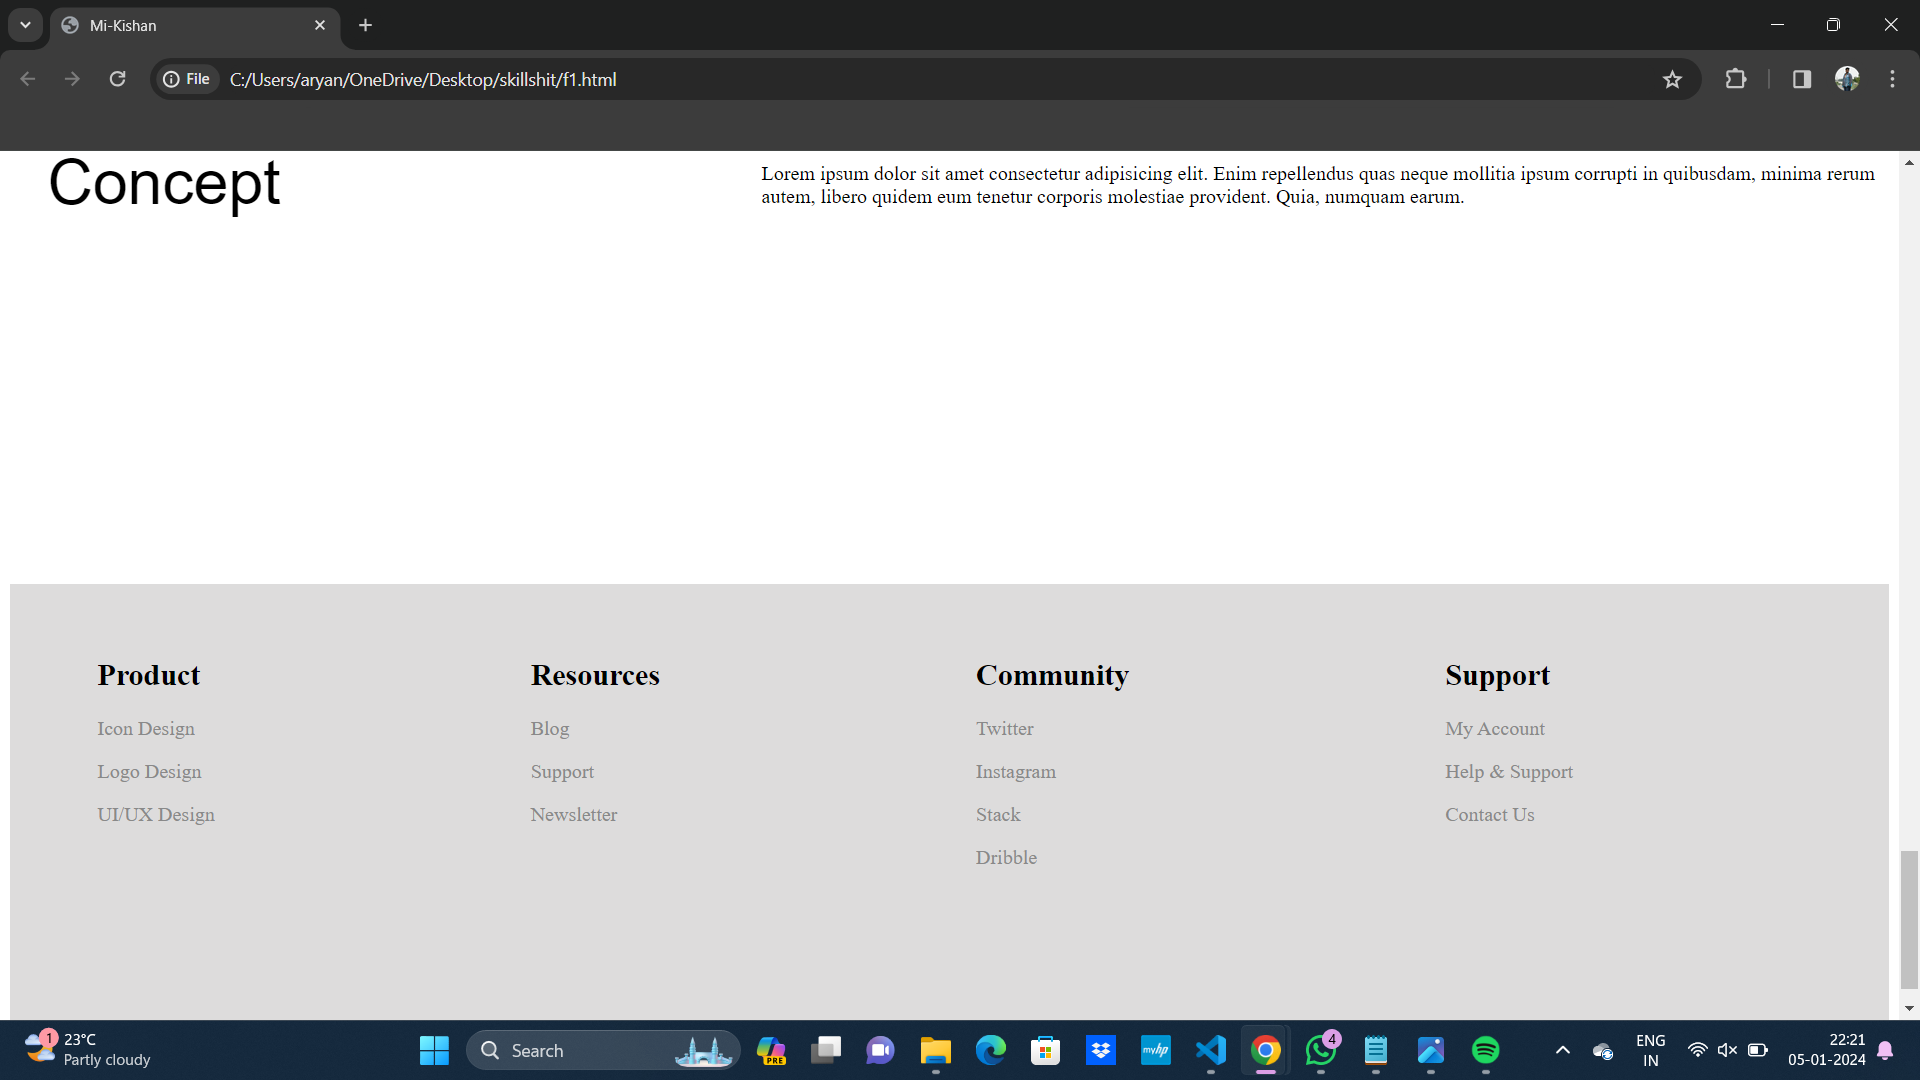 Mi-Kishan
File
C:/Users/aryan/OneDrive/Desktop/skillshit/f1.html
Concept
Lorem ipsum dolor sit amet consectetur adipisicing elit. Enim repellendus quas neque mollitia ipsum corrupti in quibusdam, minima rerum
autem, libero quidem eum tenetur corporis molestiae provident. Quia, numquam earum.
Product
Icon Design
Logo Design
UI/UX Design
Resources
Blog
Support
Newsletter
Community
Twitter
Instagram
Stack
Dribble
Support
My Account
Help & Support
Contact Us
1
23°C
Partly cloudy
Search
PRE
myhp
4
ENG
IN
22:21
05-01-2024